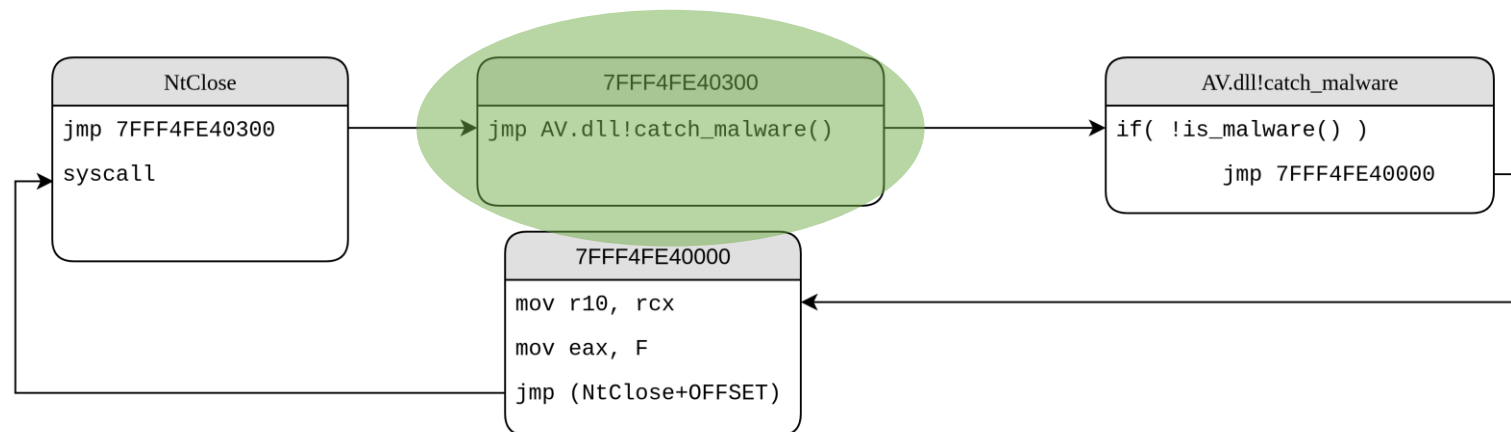 NtClose
jmp 7FFF4FE40300
syscall
7FFF4FE40300
jmp AV.dll!catch_malware()
AV.dll!catch_malware
if( !is_malware() )
jmp 7FFF4FE40000
7FFF4FE40000
mov r10, rcx
mov eax, F
jmp (NtClose+OFFSET)